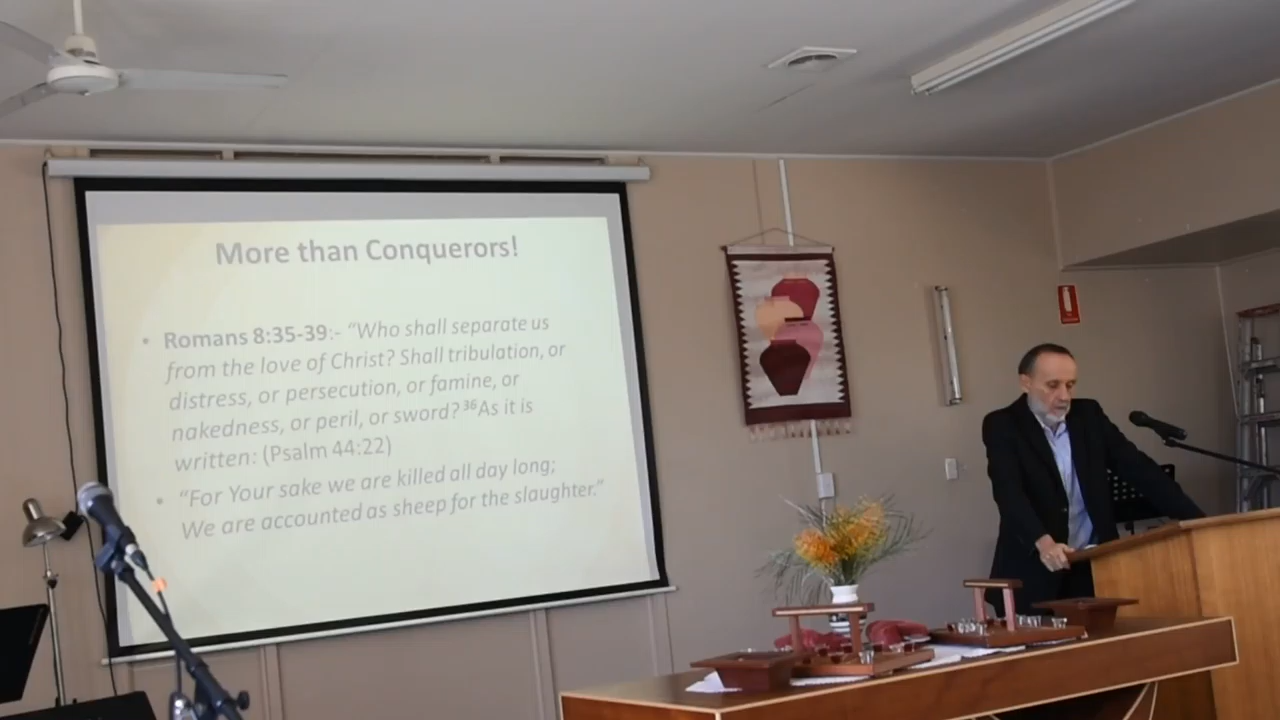 More than Conquerors!
• Romans 8:35-39:- “Who shall separate us
from the love of Christ? Shall tribulation, or
distress, or persecution, or famine, or
nakedness, or peril, or sword? ³⁶As it is
written: (Psalm 44:22)
• “For Your sake we are killed all day long;
We are accounted as sheep for the slaughter.”